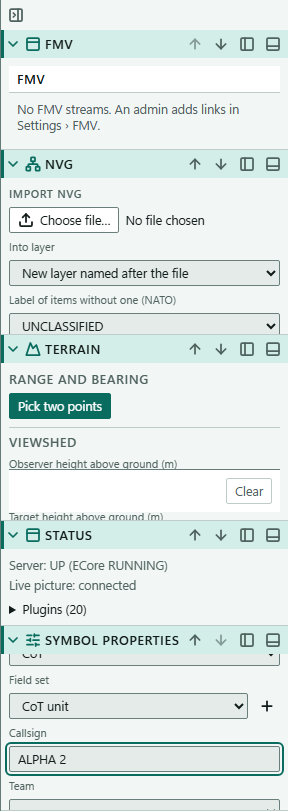 FMV
FMV
No FMV streams. An admin adds links in
Settings › FMV.
NVG
IMPORT NVG
Choose file... No file chosen
Into layer
New layer named after the file
Label of items without one (NATO)
UNCLASSIFIED
TERRAIN
RANGE AND BEARING
Pick two points
VIEWSHED
Observer height above ground (m)
Clear
Target height above ground (m)
STATUS
Server: UP (ECore RUNNING)
Live picture: connected
Plugins (20)
SYMBOL PROPERTIES
CoT
Field set
CoT unit
Callsign
ALPHA 2
Team